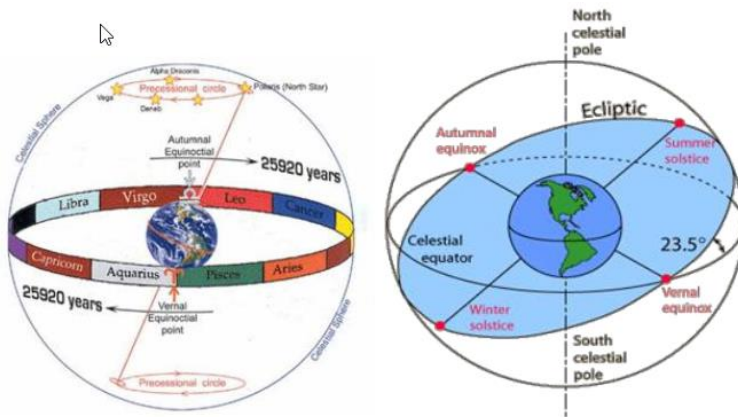 Alpha Draconis
Precessional circle
Polaris (North Star)
Vega
Deneb
Celestial Sphere
Autumnal
Equinoctial
point
25920 years
Libra
Virgo
Leo
Cancer
Capricorn
Aquarius
Pisces
Aries
25920 years
Vernal
Equinoctial
point
Celestial Sphere
Precessional circle
North
celestial
pole
Ecliptic
Autumnal
equinox
Summer
solstice
Celestial
equator
23.5°
Winter
solstice
Vernal
equinox
South
celestial
pole